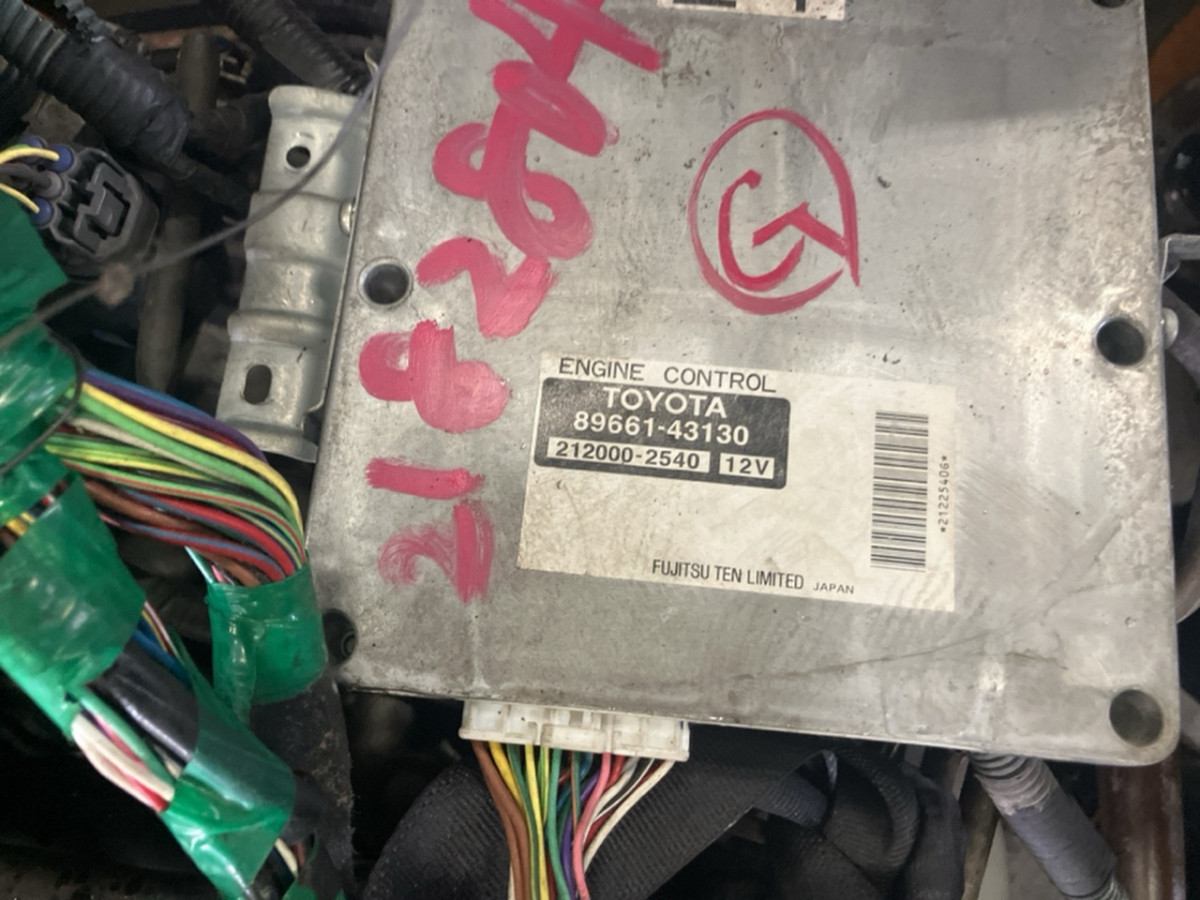 ENGINE CONTROL
TOYOTA
89661-43130
212000-2540 12V
*21225406*
FUJITSU TEN LIMITED JAPAN
G